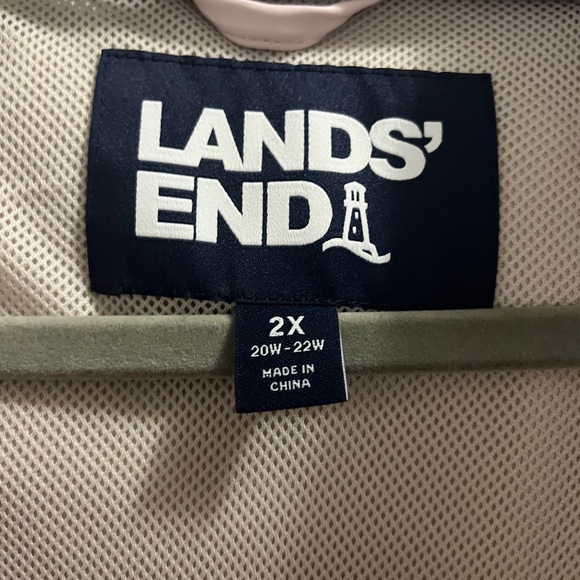 LANDS'
END
2X
20W-22W
MADE IN
CHINA